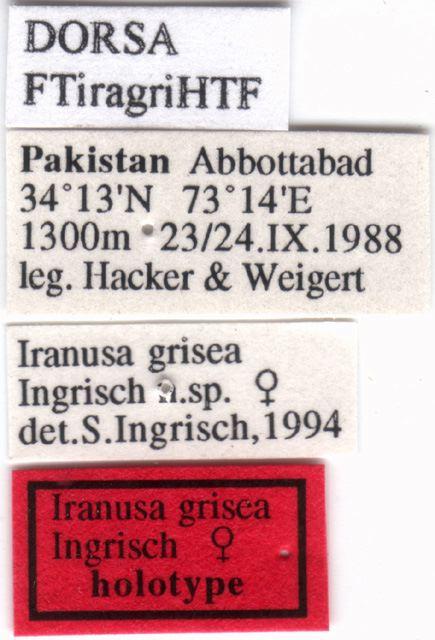 DORSA
FTiragriHTF
Pakistan Abbottabad
34°13'N 73°14'E
1300m 23/24.IX.1988
leg. Hacker & Weigert
Iranusa grisea
Ingrisch n.sp. ♀
det.S.Ingrisch,1994
Iranusa grisea
Ingrisch ♀
holotype